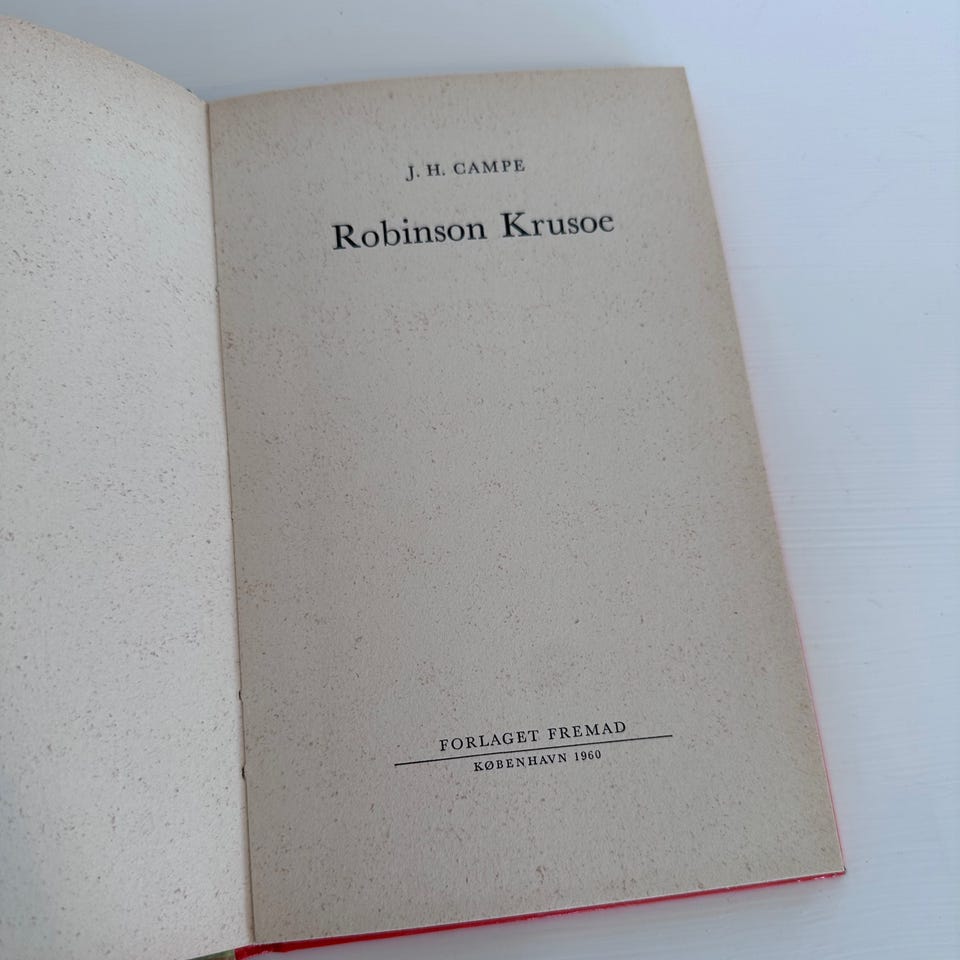 J. H. CAMPE
Robinson Krusoe
FORLAGET FREMAD
KØBENHAVN 1960